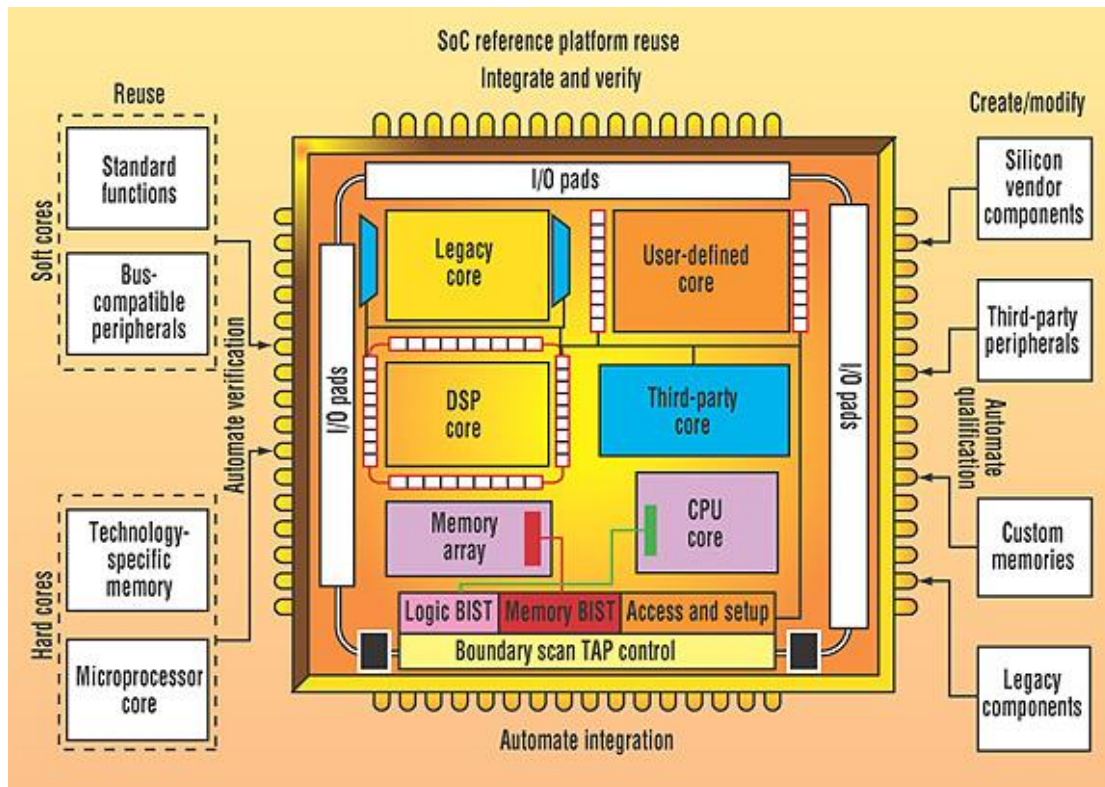 SoC reference platform reuse
Integrate and verify
Reuse
Soft cores
Standard
functions
Bus-
compatible
peripherals
Automate verification
Hard cores
Technology-
specific
memory
Microprocessor
core
I/O pads
I/O pads
I/O pads
Legacy
core
User-defined
core
DSP
core
Third-party
core
Memory
array
CPU
core
Logic BIST
Memory BIST
Access and setup
Boundary scan TAP control
Automate integration
Create/modify
Silicon
vendor
components
Third-party
peripherals
Automate
qualification
Custom
memories
Legacy
components